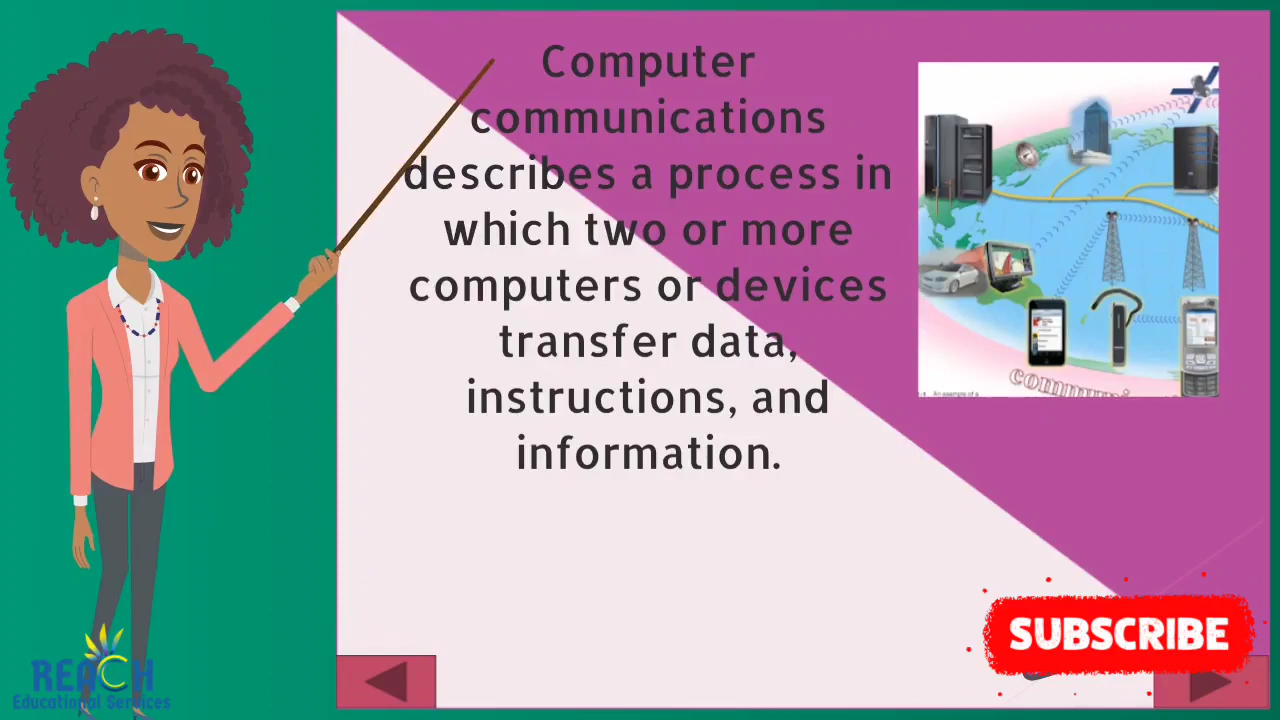 Computer
communications
describes a process in
which two or more
computers or devices
transfer data,
instructions, and
information.
SUBSCRIBE
REACH
Educational Services